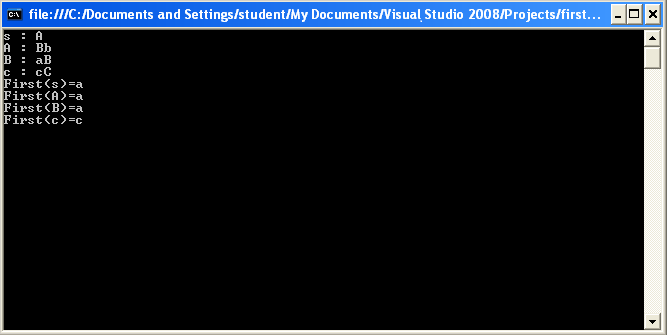 file:///C:/Documents and Settings/student/My Documents/Visual Studio 2008/Projects/first...
s : A
A : Bb
B : aB
c : cC
First(s)=a
First(A)=a
First(B)=a
First(c)=c